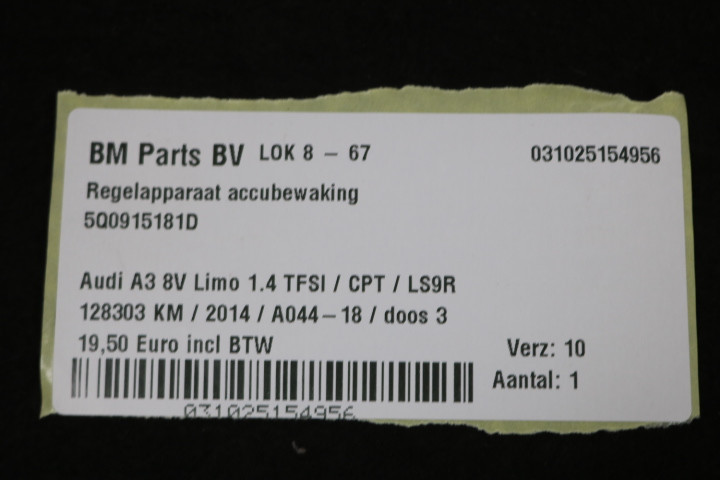 BM Parts BV LOK 8 - 67 031025154956
Regelapparaat accubewaking
5Q0915181D
Audi A3 8V Limo 1.4 TFSI / CPT / LS9R
128303 KM / 2014 / A044-18 / doos 3
19,50 Euro incl BTW Verz: 10
Aantal: 1
031025154956